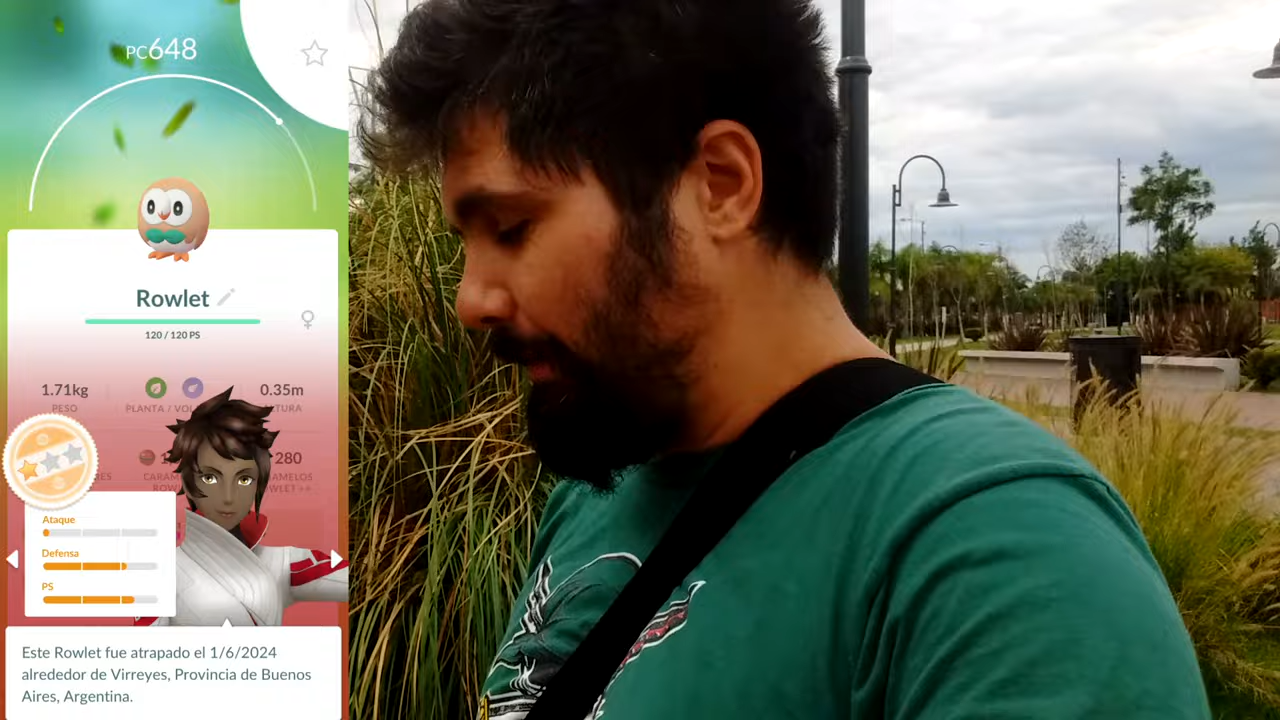 PC648
Rowlet
120 / 120 PS
1.71kg
PESO
PLANTA / VOL
0.35m
280
Ataque
Defensa
PS
Este Rowlet fue atrapado el 1/6/2024
alrededor de Virreyes, Provincia de Buenos
Aires, Argentina.